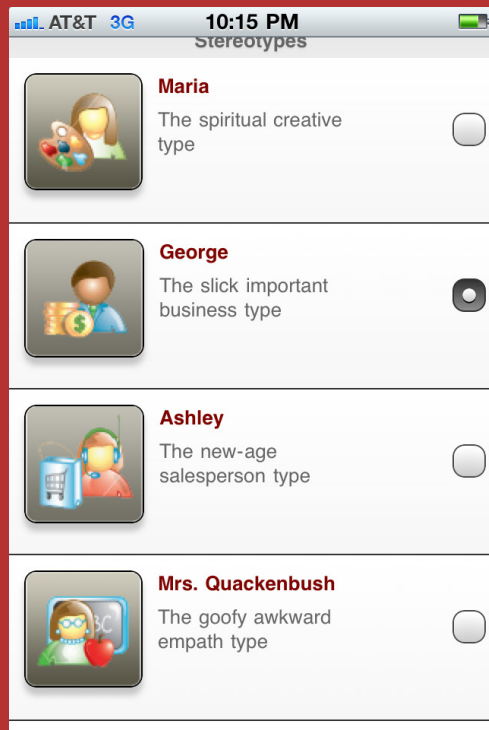 AT&T 3G 10:15 PM
Stereotypes
Maria
The spiritual creative
type
George
The slick important
business type
$
Ashley
The new-age
salesperson type
Mrs. Quackenbush
BC
The goofy awkward
empath type